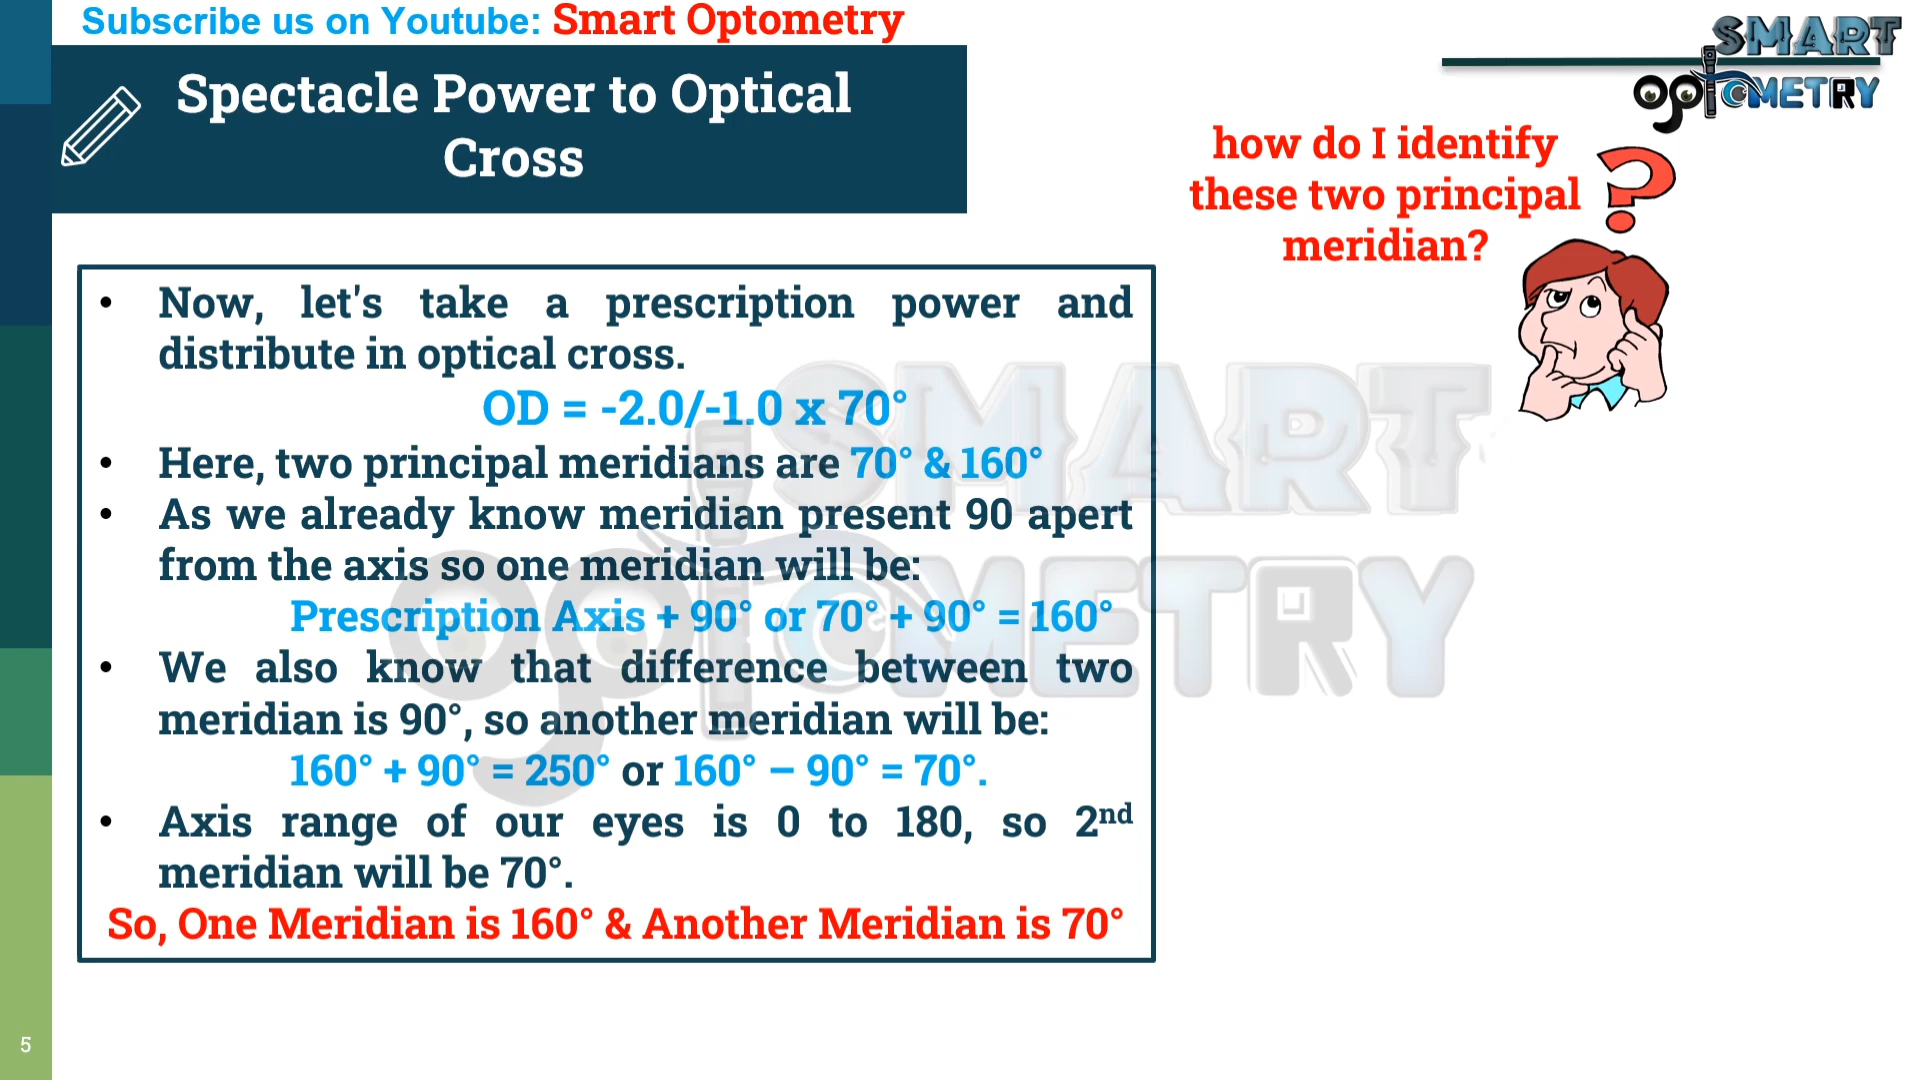 Subscribe us on Youtube: Smart Optometry
SMART
OPTOMETRY
Spectacle Power to Optical
Cross
how do I identify
these two principal
meridian?
?
• Now, let's take a prescription power and
distribute in optical cross.
OD = -2.0/-1.0 x 70°
• Here, two principal meridians are 70° & 160°
• As we already know meridian present 90 apert
from the axis so one meridian will be:
Prescription Axis + 90° or 70° + 90° = 160°
• We also know that difference between two
meridian is 90°, so another meridian will be:
160° + 90° = 250° or 160° – 90° = 70°.
• Axis range of our eyes is 0 to 180, so 2nd
meridian will be 70°.
So, One Meridian is 160° & Another Meridian is 70°
SMART
OPTOMETRY
5